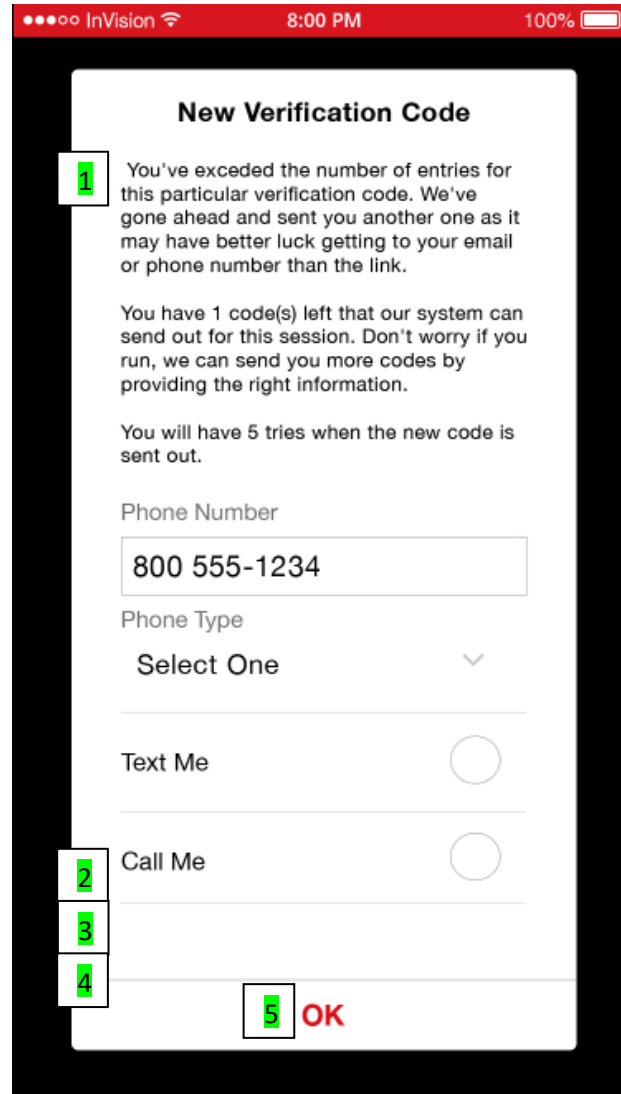 ●●●○○ InVision 8:00 PM 100%
New Verification Code
1
You've exceded the number of entries for
this particular verification code. We've
gone ahead and sent you another one as it
may have better luck getting to your email
or phone number than the link.
You have 1 code(s) left that our system can
send out for this session. Don't worry if you
run, we can send you more codes by
providing the right information.
You will have 5 tries when the new code is
sent out.
Phone Number
800 555-1234
Phone Type
Select One
Text Me
2 Call Me
3
4
5 OK